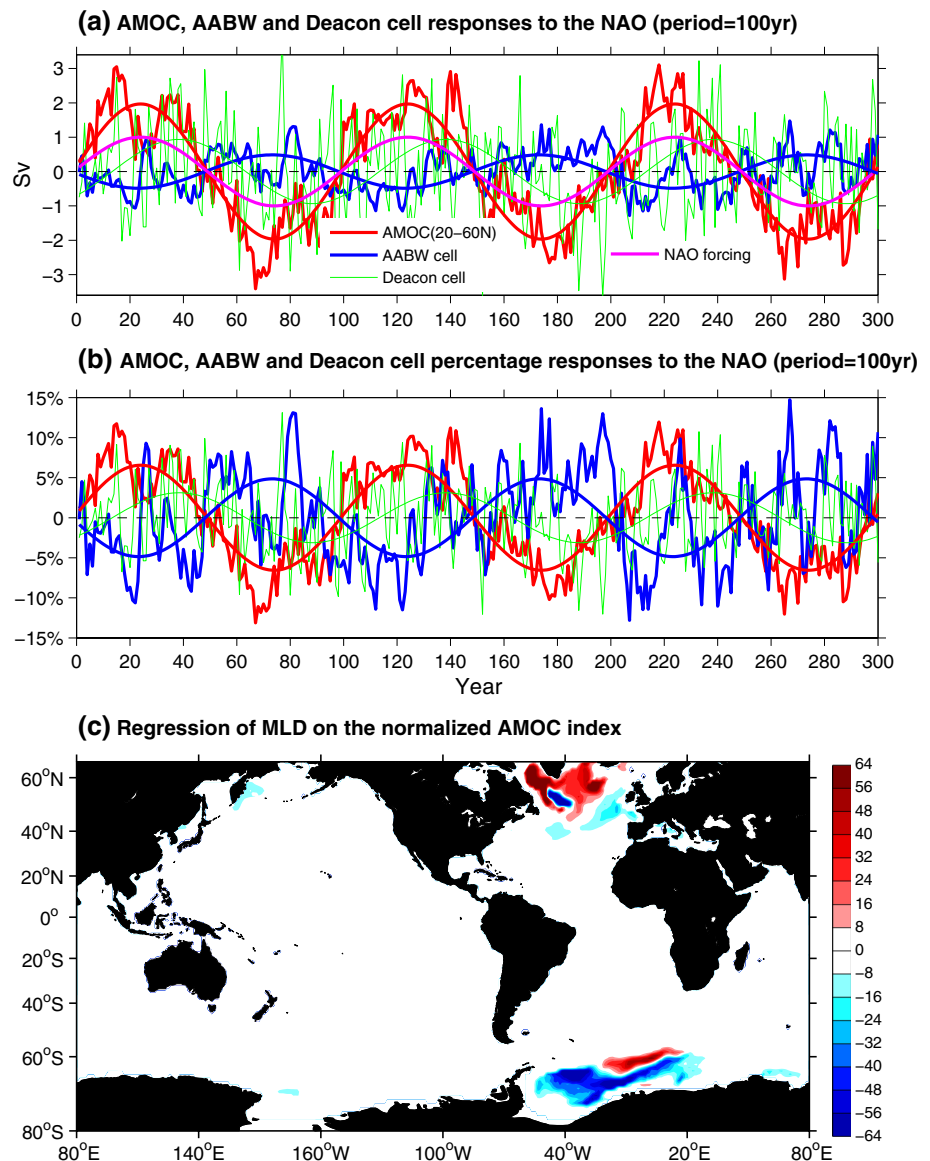 (a) AMOC, AABW and Deacon cell responses to the NAO (period=100yr)
3
2
1
0
−1
−2
−3
Sv
AMOC(20−60N)
AABW cell
Deacon cell
NAO forcing
0 20 40 60 80 100 120 140 160 180 200 220 240 260 280 300
(b) AMOC, AABW and Deacon cell percentage responses to the NAO (period=100yr)
15%
10%
5%
0
−5%
−10%
−15%
0 20 40 60 80 100 120 140 160 180 200 220 240 260 280 300
Year
(c) Regression of MLD on the normalized AMOC index
60°N
40°N
20°N
0°
20°S
40°S
60°S
80°S
80°E 140°E 160°W 100°W 40°W 20°E 80°E
64
56
48
40
32
24
16
8
0
−8
−16
−24
−32
−40
−48
−56
−64